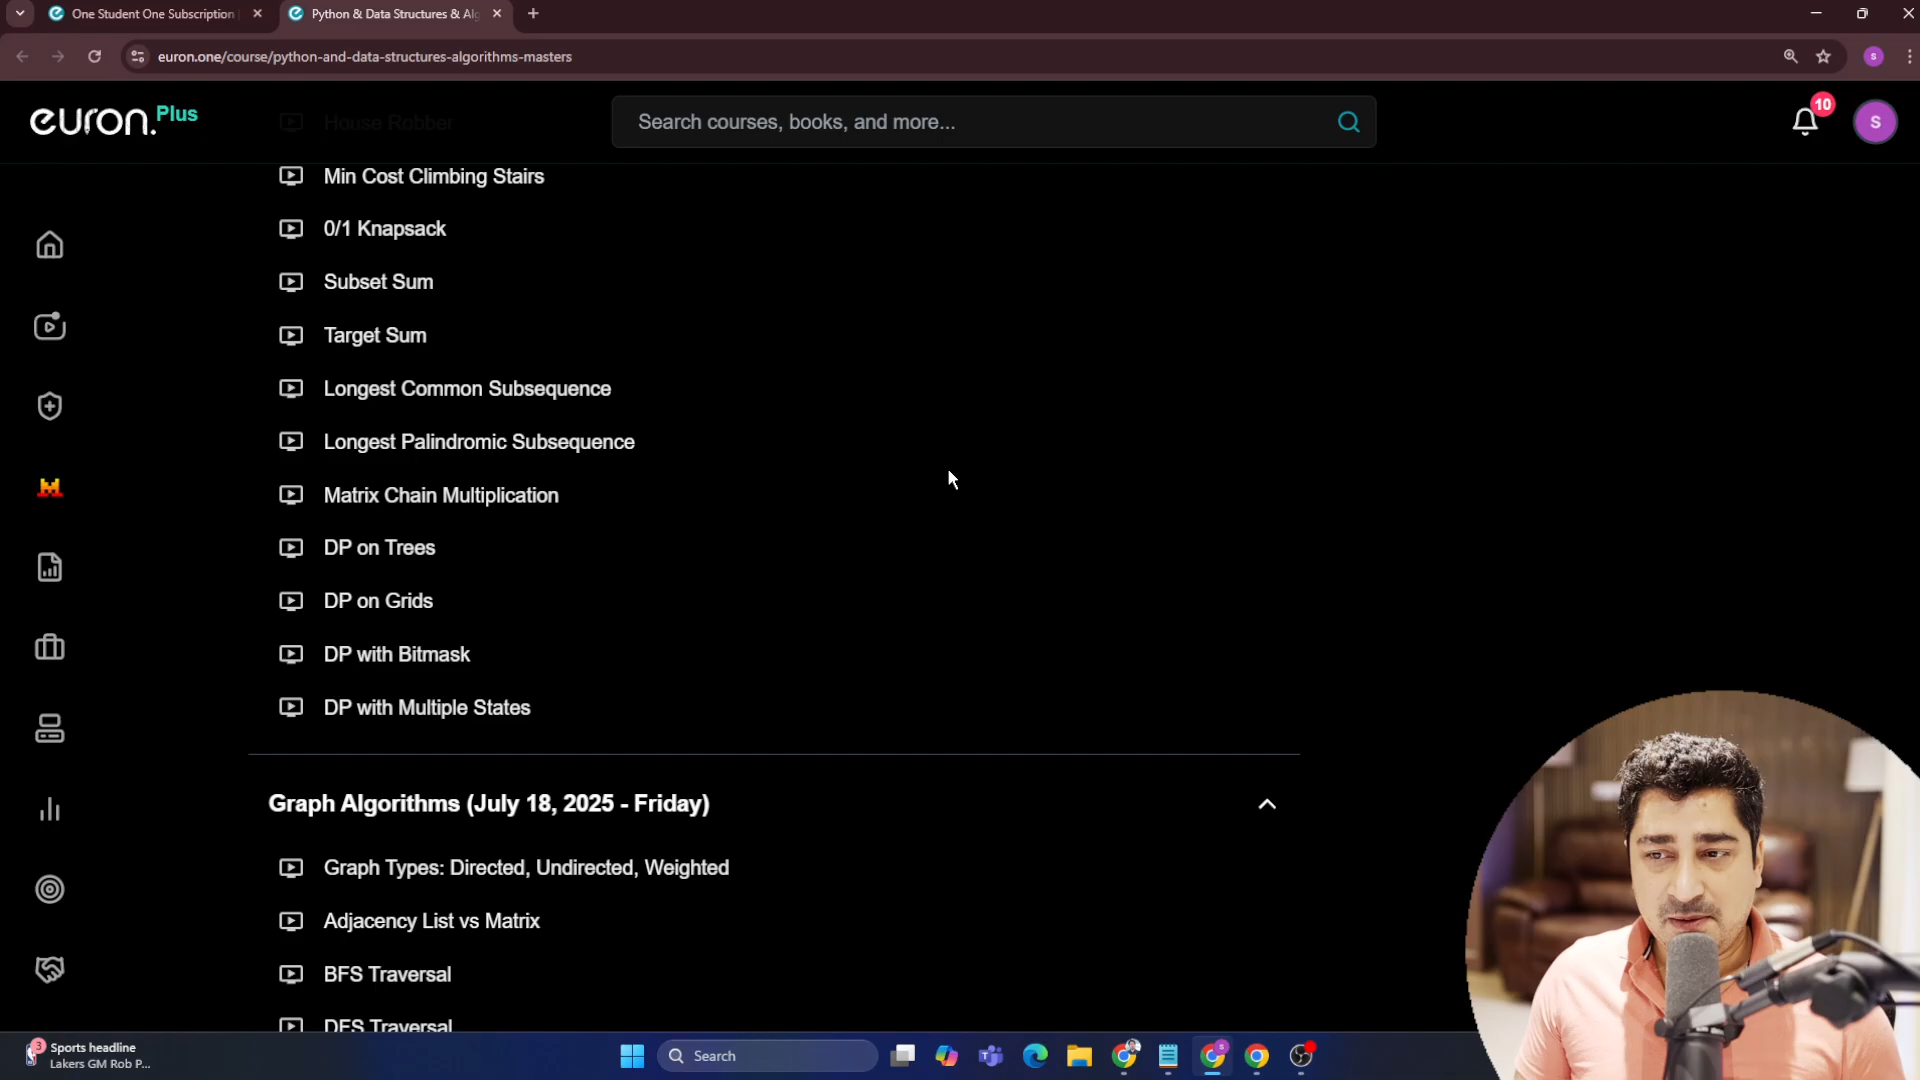 One Student One Subscription
Python & Data Structures & Alg
euron.one/course/python-and-data-structures-algorithms-masters
euron.Plus
Search courses, books, and more...
10
S
House Robber
Min Cost Climbing Stairs
0/1 Knapsack
Subset Sum
Target Sum
Longest Common Subsequence
Longest Palindromic Subsequence
Matrix Chain Multiplication
DP on Trees
DP on Grids
DP with Bitmask
DP with Multiple States
Graph Algorithms (July 18, 2025 - Friday)
Graph Types: Directed, Undirected, Weighted
Adjacency List vs Matrix
BFS Traversal
DFS Traversal
3
Sports headline
Lakers GM Rob P...
Search